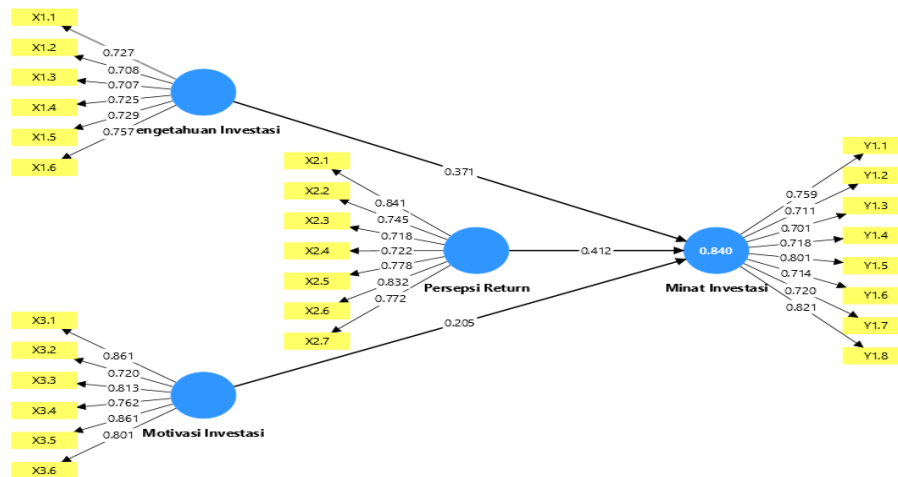 X1.1
X1.2
X1.3
X1.4
X1.5
X1.6
0.727
0.708
0.707
0.725
0.729
0.757
engetahuan Investasi
0.371
X2.1
X2.2
X2.3
X2.4
X2.5
X2.6
X2.7
0.841
0.745
0.718
0.722
0.778
0.832
0.772
Persepsi Return
0.412
X3.1
X3.2
X3.3
X3.4
X3.5
X3.6
0.861
0.720
0.813
0.762
0.861
0.801
Motivasi Investasi
0.205
0.840
Minat Investasi
0.759
0.711
0.701
0.718
0.801
0.714
0.720
0.821
Y1.1
Y1.2
Y1.3
Y1.4
Y1.5
Y1.6
Y1.7
Y1.8